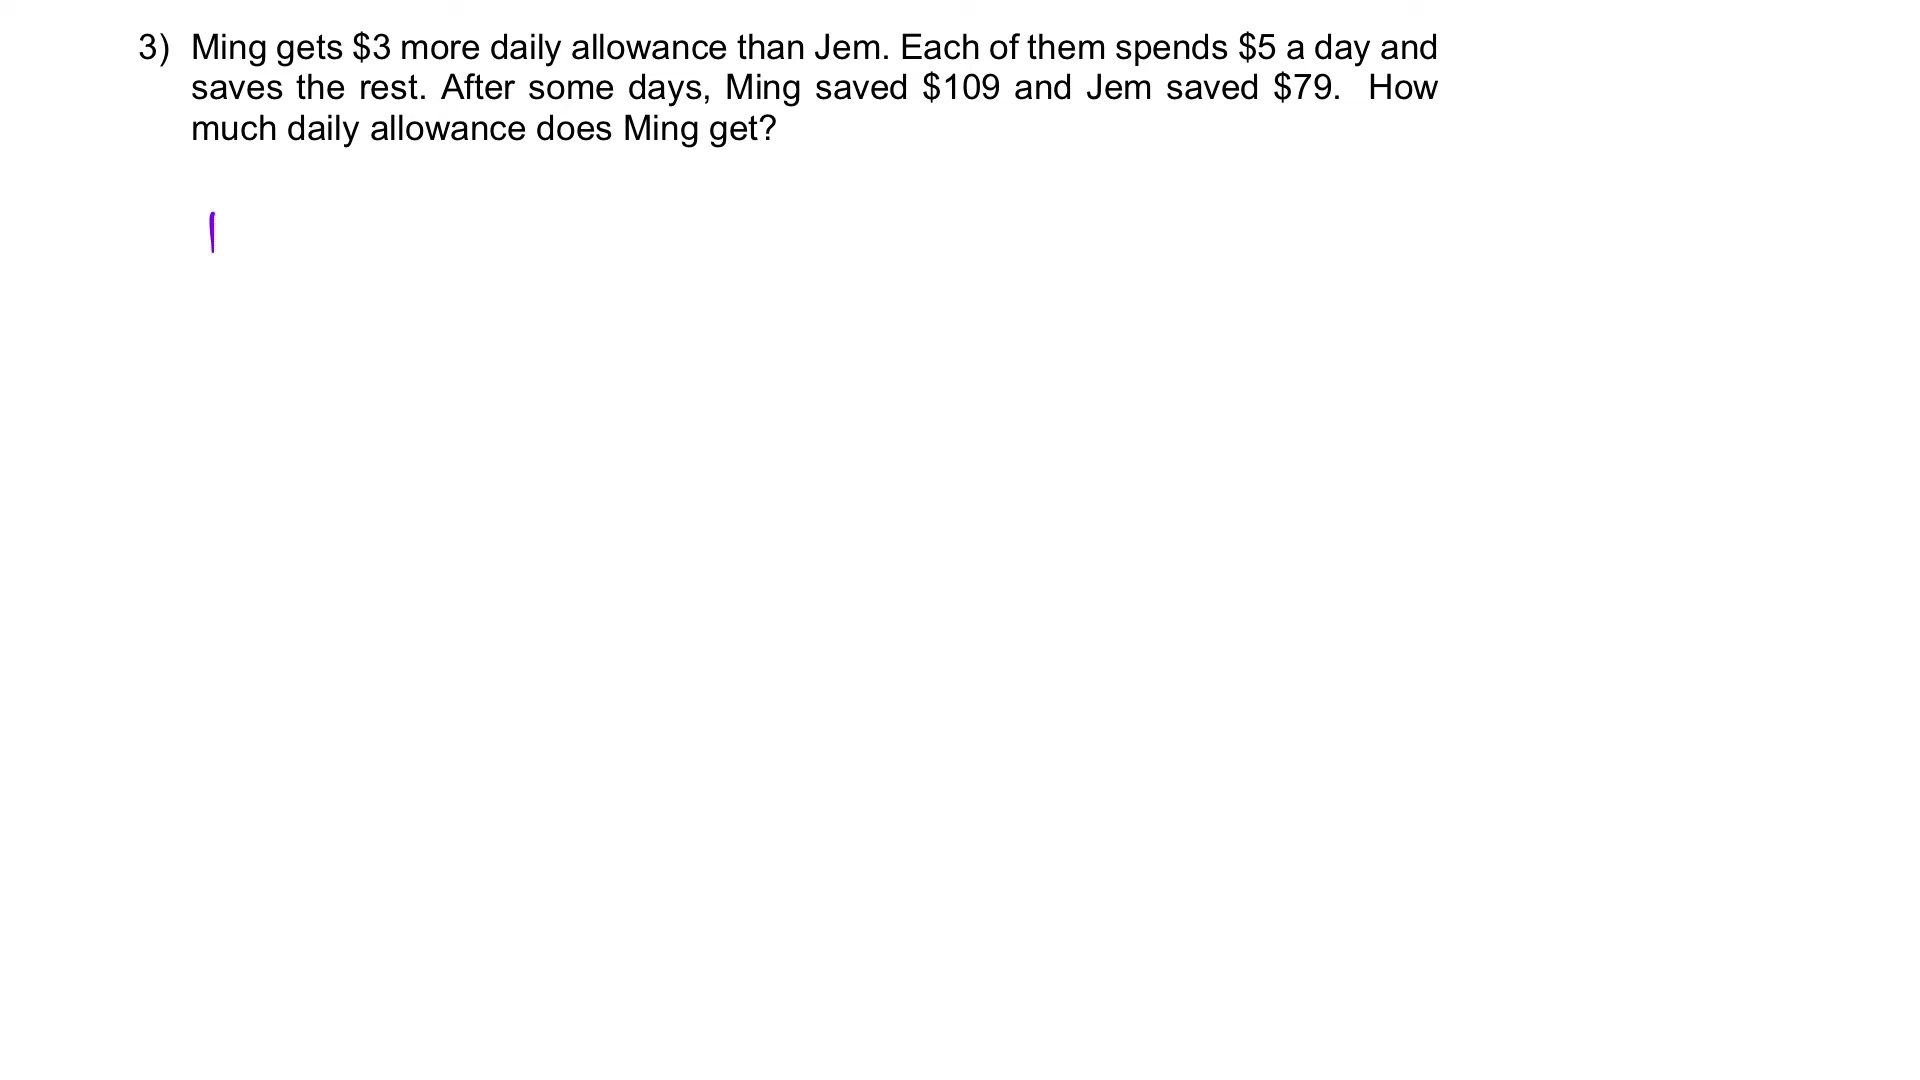 3) Ming gets $3 more daily allowance than Jem. Each of them spends $5 a day and
saves the rest. After some days, Ming saved $109 and Jem saved $79. How
much daily allowance does Ming get?